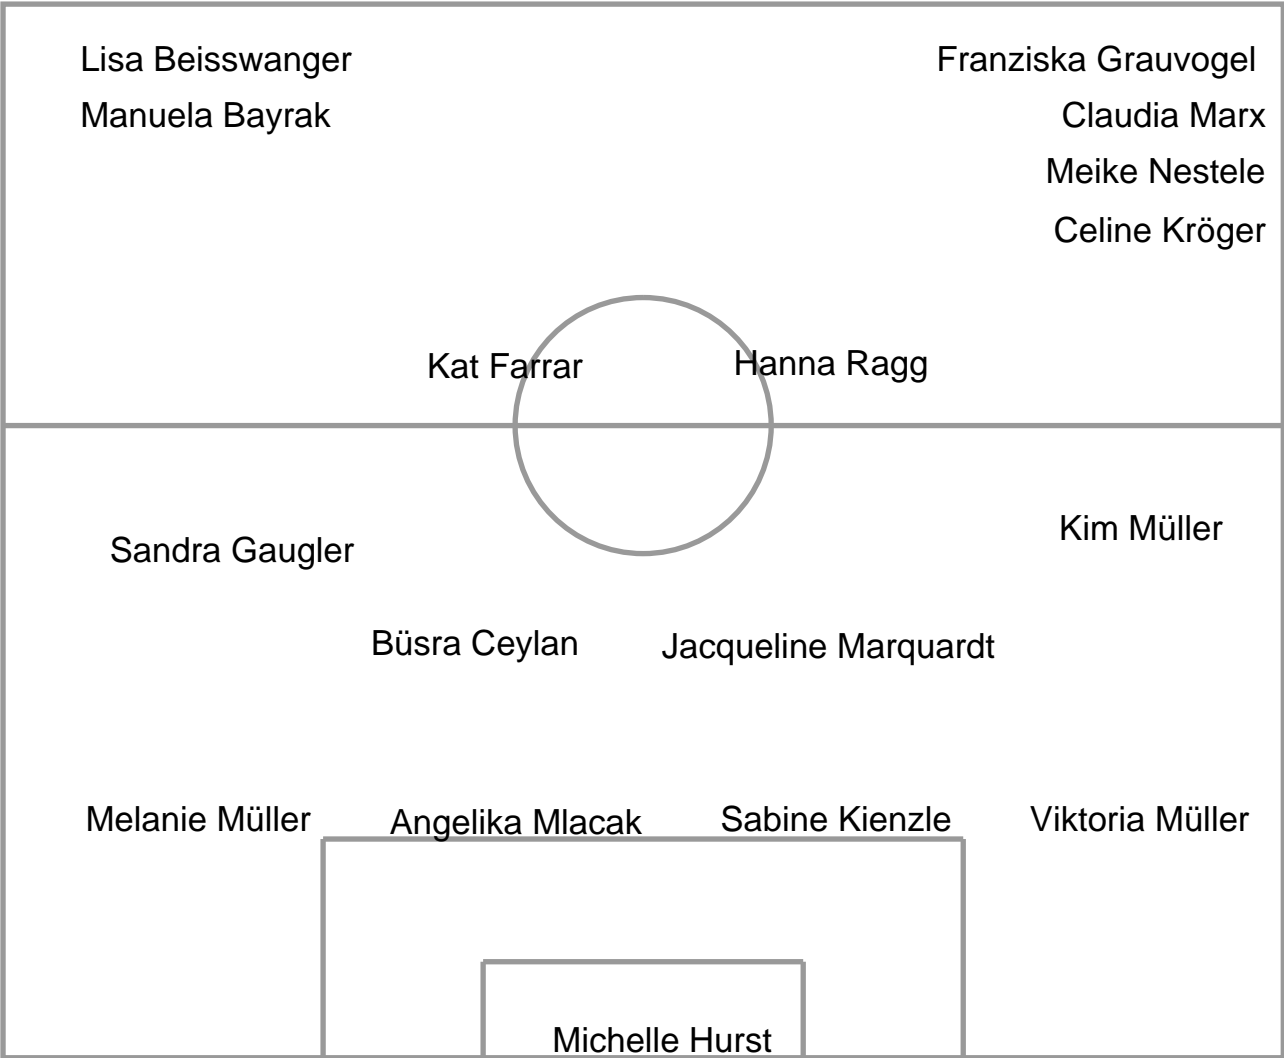 Lisa Beisswanger
Franziska Grauvogel
Manuela Bayrak
Claudia Marx
Meike Nestele
Celine Kröger
Kat Farrar
Hanna Ragg
Sandra Gaugler
Kim Müller
Büsra Ceylan
Jacqueline Marquardt
Melanie Müller
Angelika Mlacak
Sabine Kienzle
Viktoria Müller
Michelle Hurst